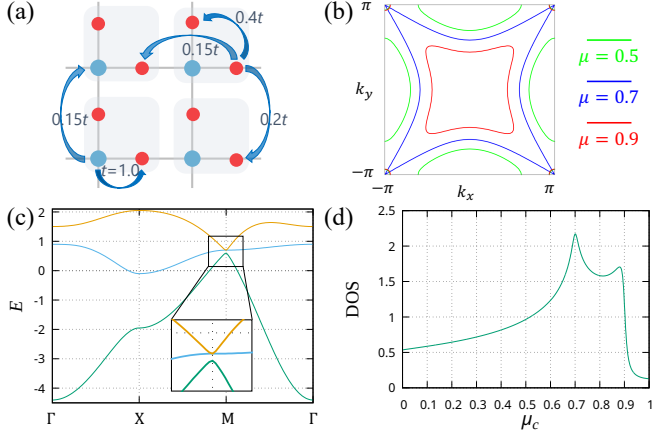 (a)
0.4t
0.15t
0.15t
0.2t
t=1.0
(b)
π
k_y
-π
-π
k_x
π
μ = 0.5
μ = 0.7
μ = 0.9
(c)
2
1
0
-1
-2
-3
-4
E
Γ
X
M
Γ
(d)
2.5
2
1.5
1
0.5
0
DOS
0
0.1
0.2
0.3
0.4
0.5
0.6
0.7
0.8
0.9
1
μ_c